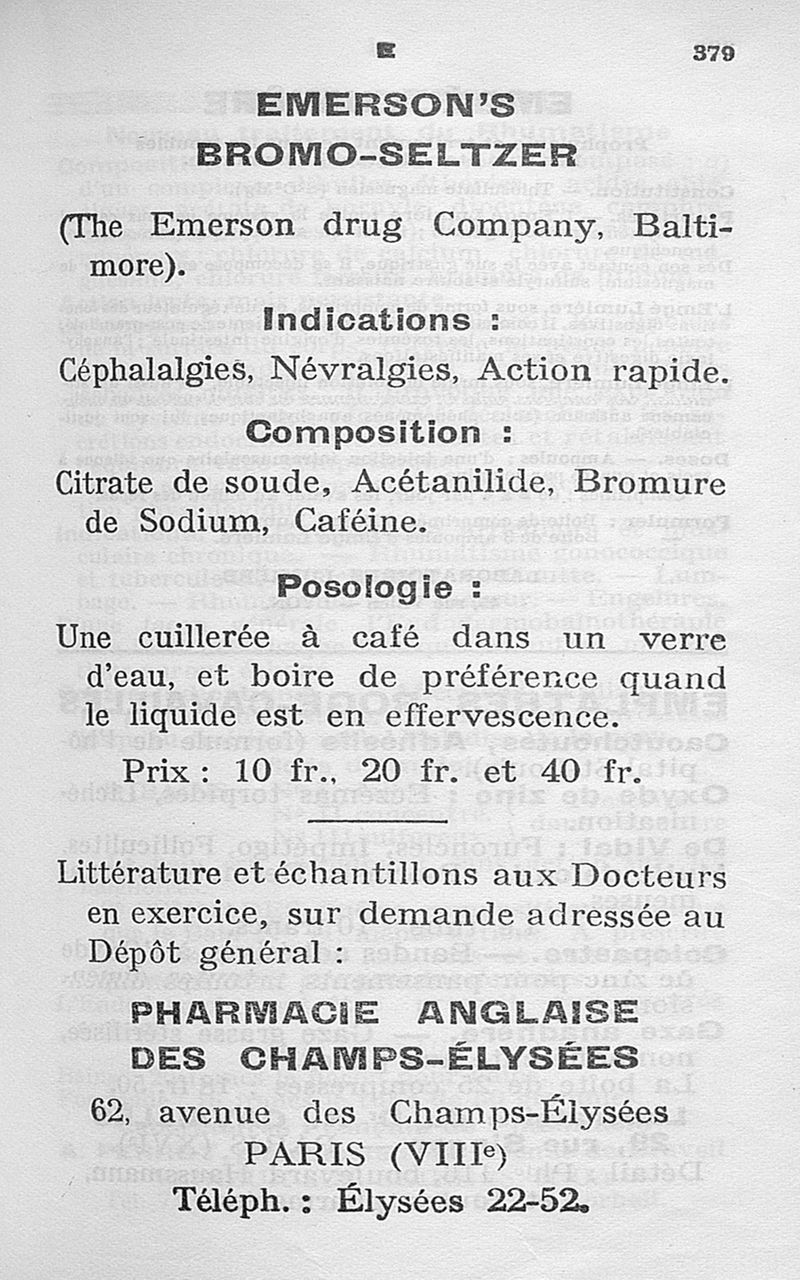 E 379
EMERSON'S
BROMO-SELTZER
(The Emerson drug Company, Balti-
more).
Indications :
Céphalalgies, Névralgies, Action rapide.
Composition :
Citrate de soude, Acétanilide, Bromure
de Sodium, Caféine.
Posologie :
Une cuillerée à café dans un verre
d'eau, et boire de préférence quand
le liquide est en effervescence.
Prix : 10 fr., 20 fr. et 40 fr.
Littérature et échantillons aux Docteurs
en exercice, sur demande adressée au
Dépôt général :
PHARMACIE ANGLAISE
DES CHAMPS-ÉLYSÉES
62, avenue des Champs-Élysées
PARIS (VIIIe)
Téléph. : Élysées 22-52.